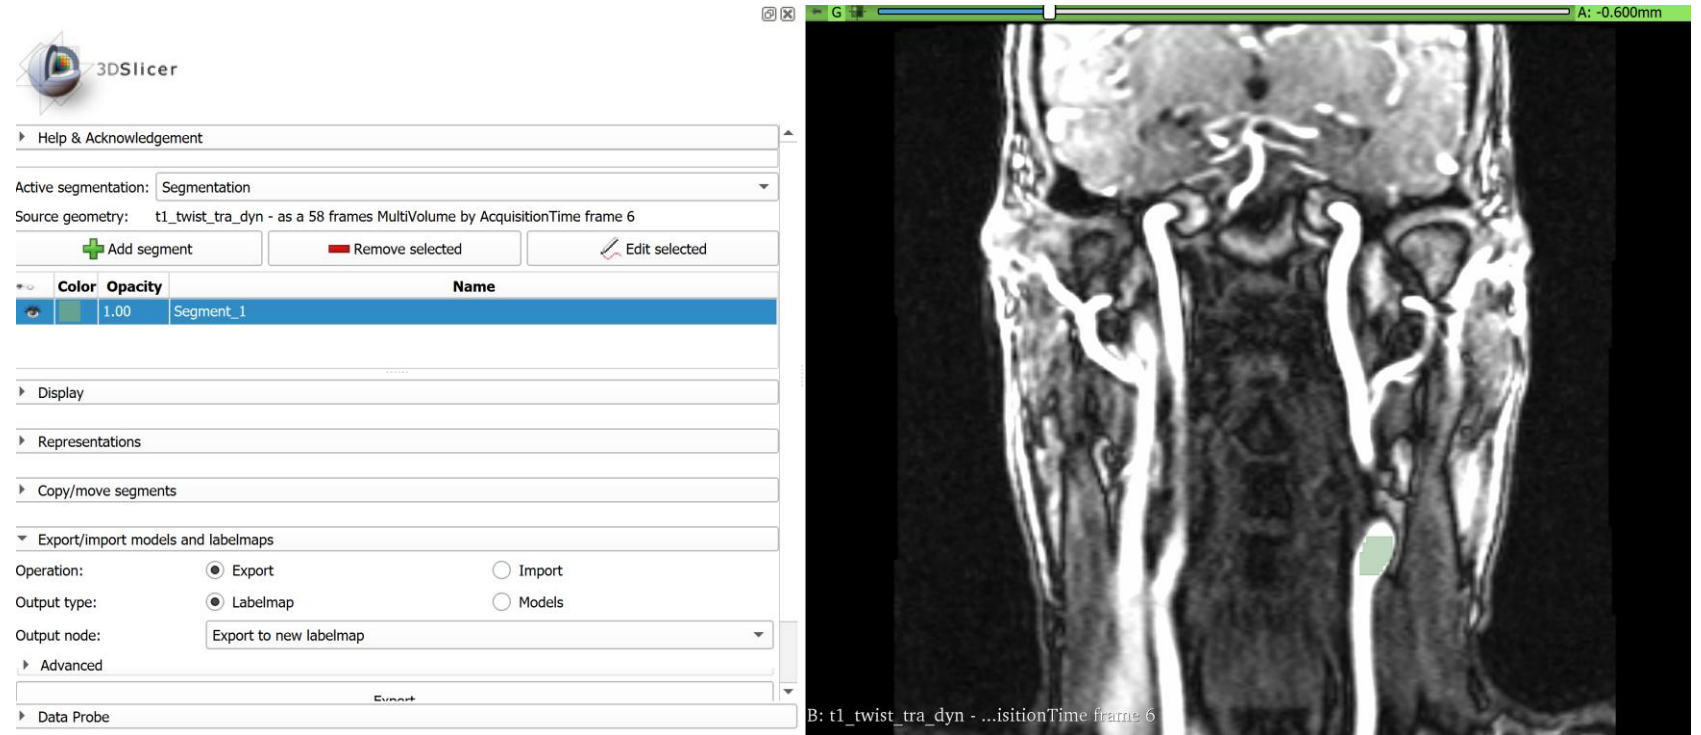 3DSlicer
Help & Acknowledgement
Active segmentation: Segmentation
Source geometry: t1_twist_tra_dyn - as a 58 frames MultiVolume by AcquisitionTime frame 6
Add segment Remove selected Edit selected
Color Opacity Name
1.00 Segment_1
Display
Representations
Copy/move segments
Export/import models and labelmaps
Operation: Export Import
Output type: Labelmap Models
Output node: Export to new labelmap
Advanced
Export
Data Probe
G A: -0.600mm
B: t1_twist_tra_dyn - ...isitionTime frame 6